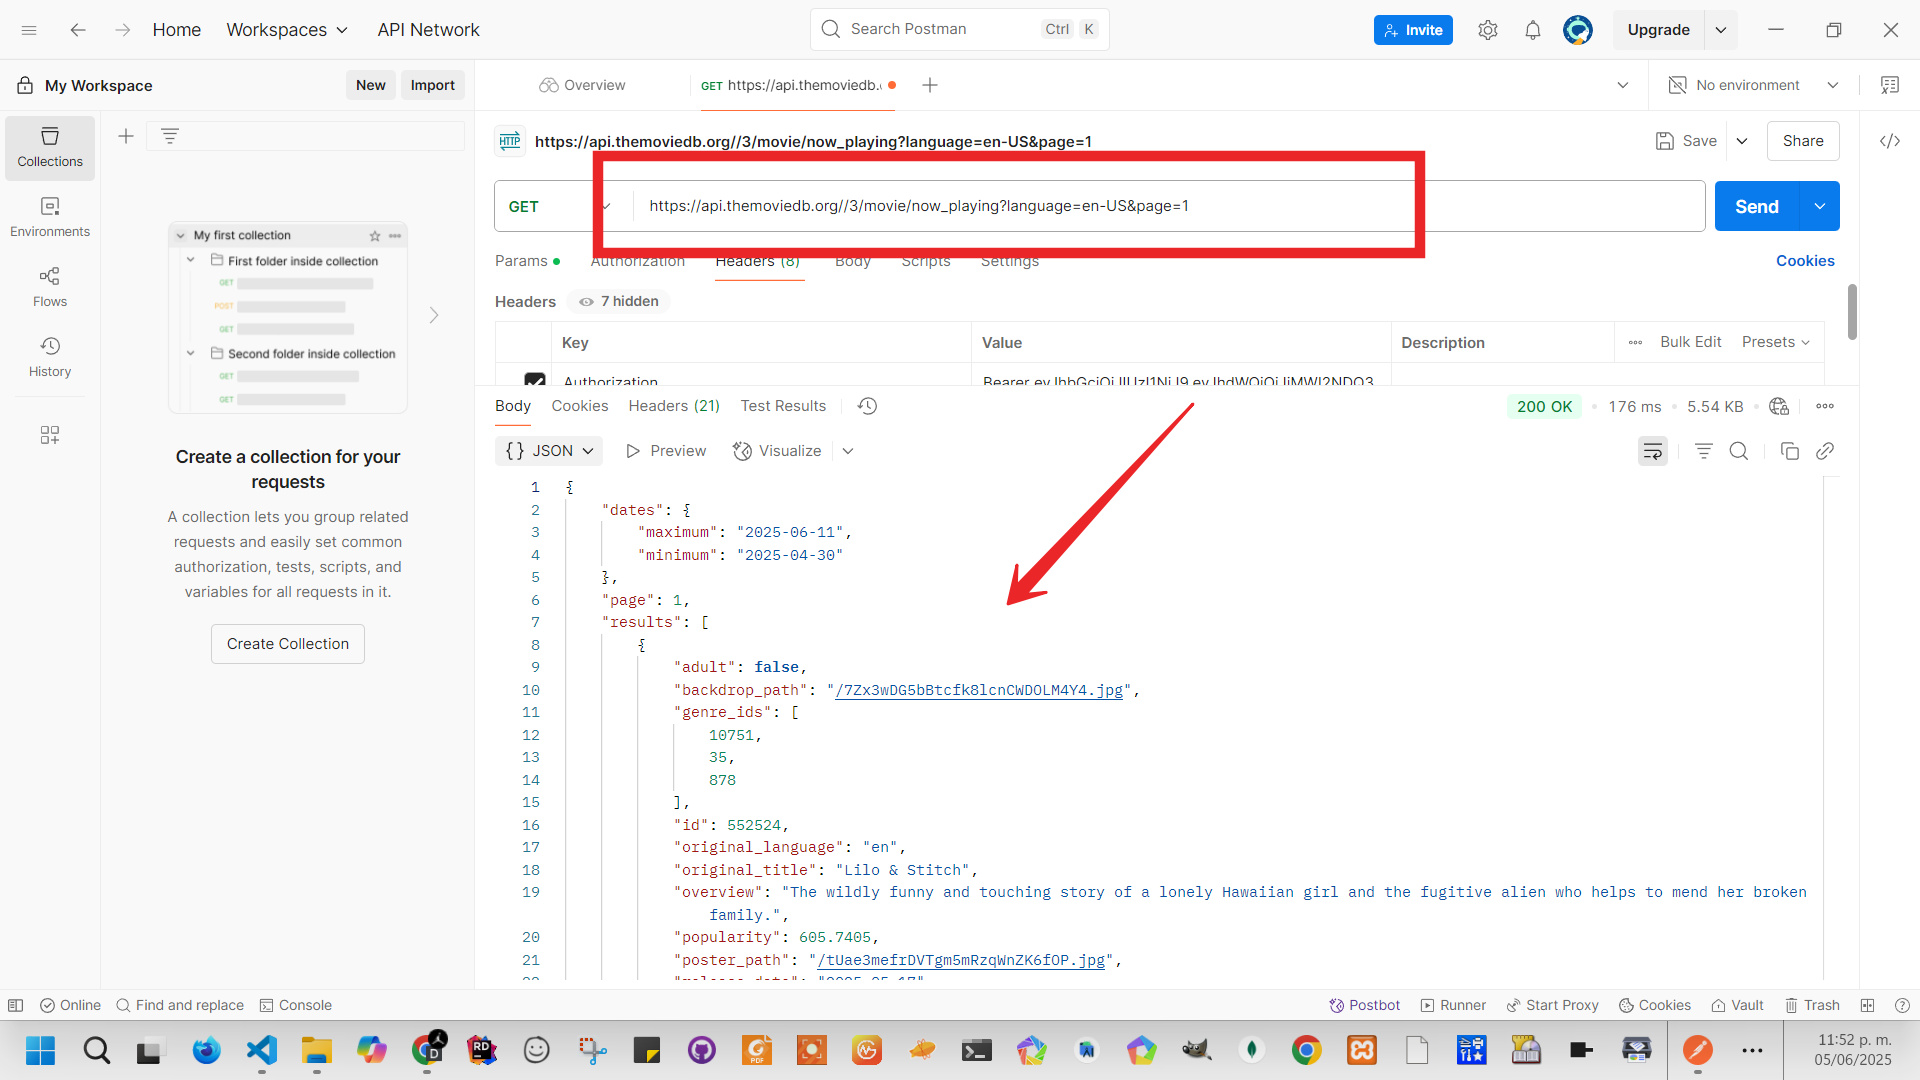 Home Workspaces API Network Search Postman Ctrl K Invite Upgrade
My Workspace New Import Overview GET https://api.themoviedb. No environment
https://api.themoviedb.org//3/movie/now_playing?language=en-US&page=1 Save Share
GET https://api.themoviedb.org//3/movie/now_playing?language=en-US&page=1 Send
Params Authorization Headers (8) Body Scripts Settings Cookies
Headers 7 hidden
Key Value Description Bulk Edit Presets
Authorization
Bearer
Body Cookies Headers (21) Test Results 200 OK 176 ms 5.54 KB
{} JSON Preview Visualize
Collections
Environments
Flows
History
My first collection
First folder inside collection
GET
POST
GET
Second folder inside collection
GET
GET
Create a collection for your
requests
A collection lets you group related
requests and easily set common
authorization, tests, scripts, and
variables for all requests in it.
Create Collection
1 {
2 "dates": {
3 "maximum": "2025-06-11",
4 "minimum": "2025-04-30"
5 },
6 "page": 1,
7 "results": [
8 {
9 "adult": false,
10 "backdrop_path": "/7Zx3wDG5bBtcfk8lcnCWDOLM4Y4.jpg",
11 "genre_ids": [
12 10751,
13 35,
14 878
15 ],
16 "id": 552524,
17 "original_language": "en",
18 "original_title": "Lilo & Stitch",
19 "overview": "The wildly funny and touching story of a lonely Hawaiian girl and the fugitive alien who helps to mend her broken
family.",
20 "popularity": 605.7405,
21 "poster_path": "/tUae3mefrDVTgm5mRzqWnZK6fOP.jpg",
Online Find and replace Console Postbot Runner Start Proxy Cookies Vault Trash
11:52 p. m.
05/06/2025